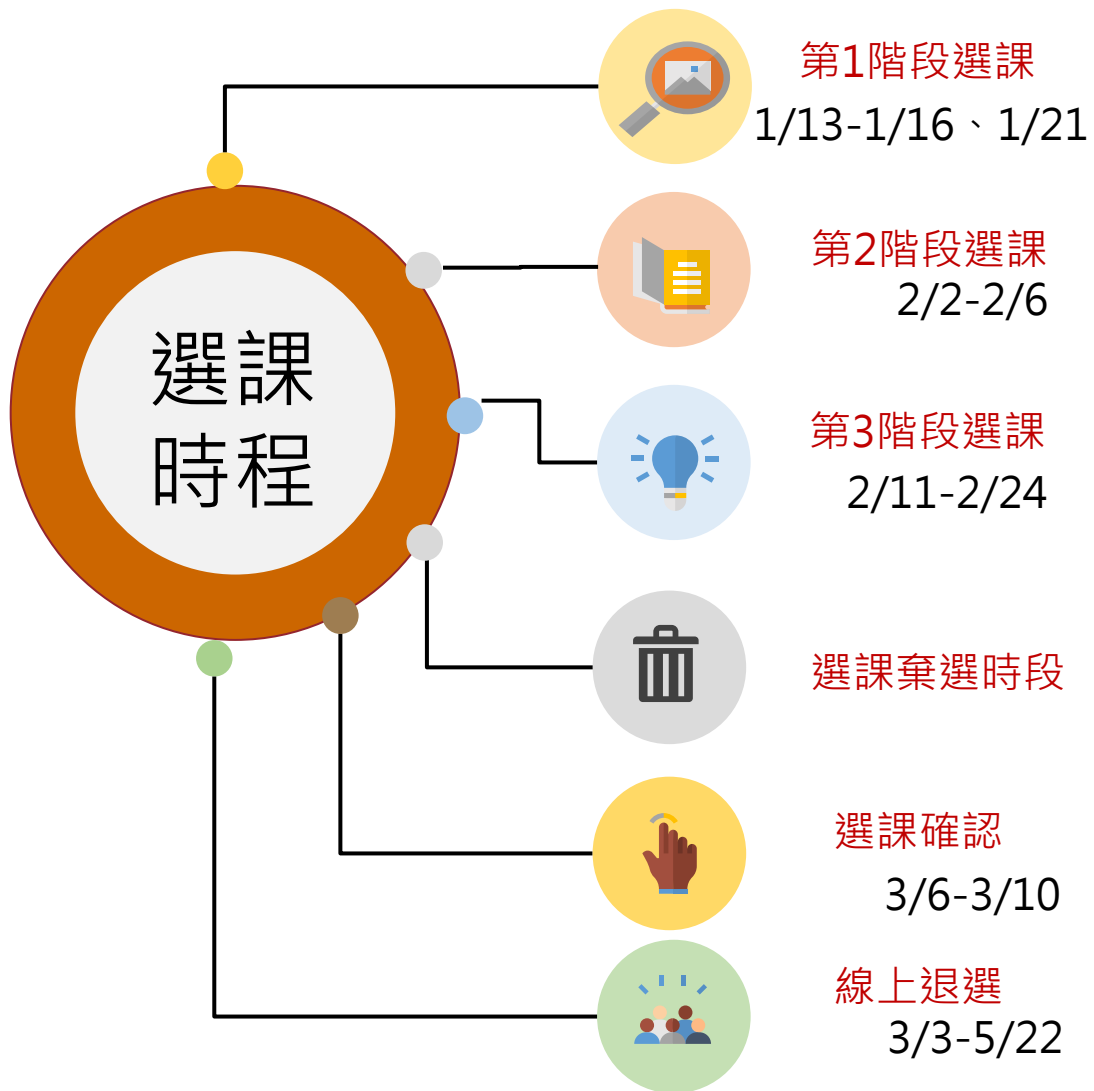 選課
時程
第1階段選課
1/13-1/16、1/21
第2階段選課
2/2-2/6
第3階段選課
2/11-2/24
選課棄選時段
選課確認
3/6-3/10
線上退選
3/3-5/22